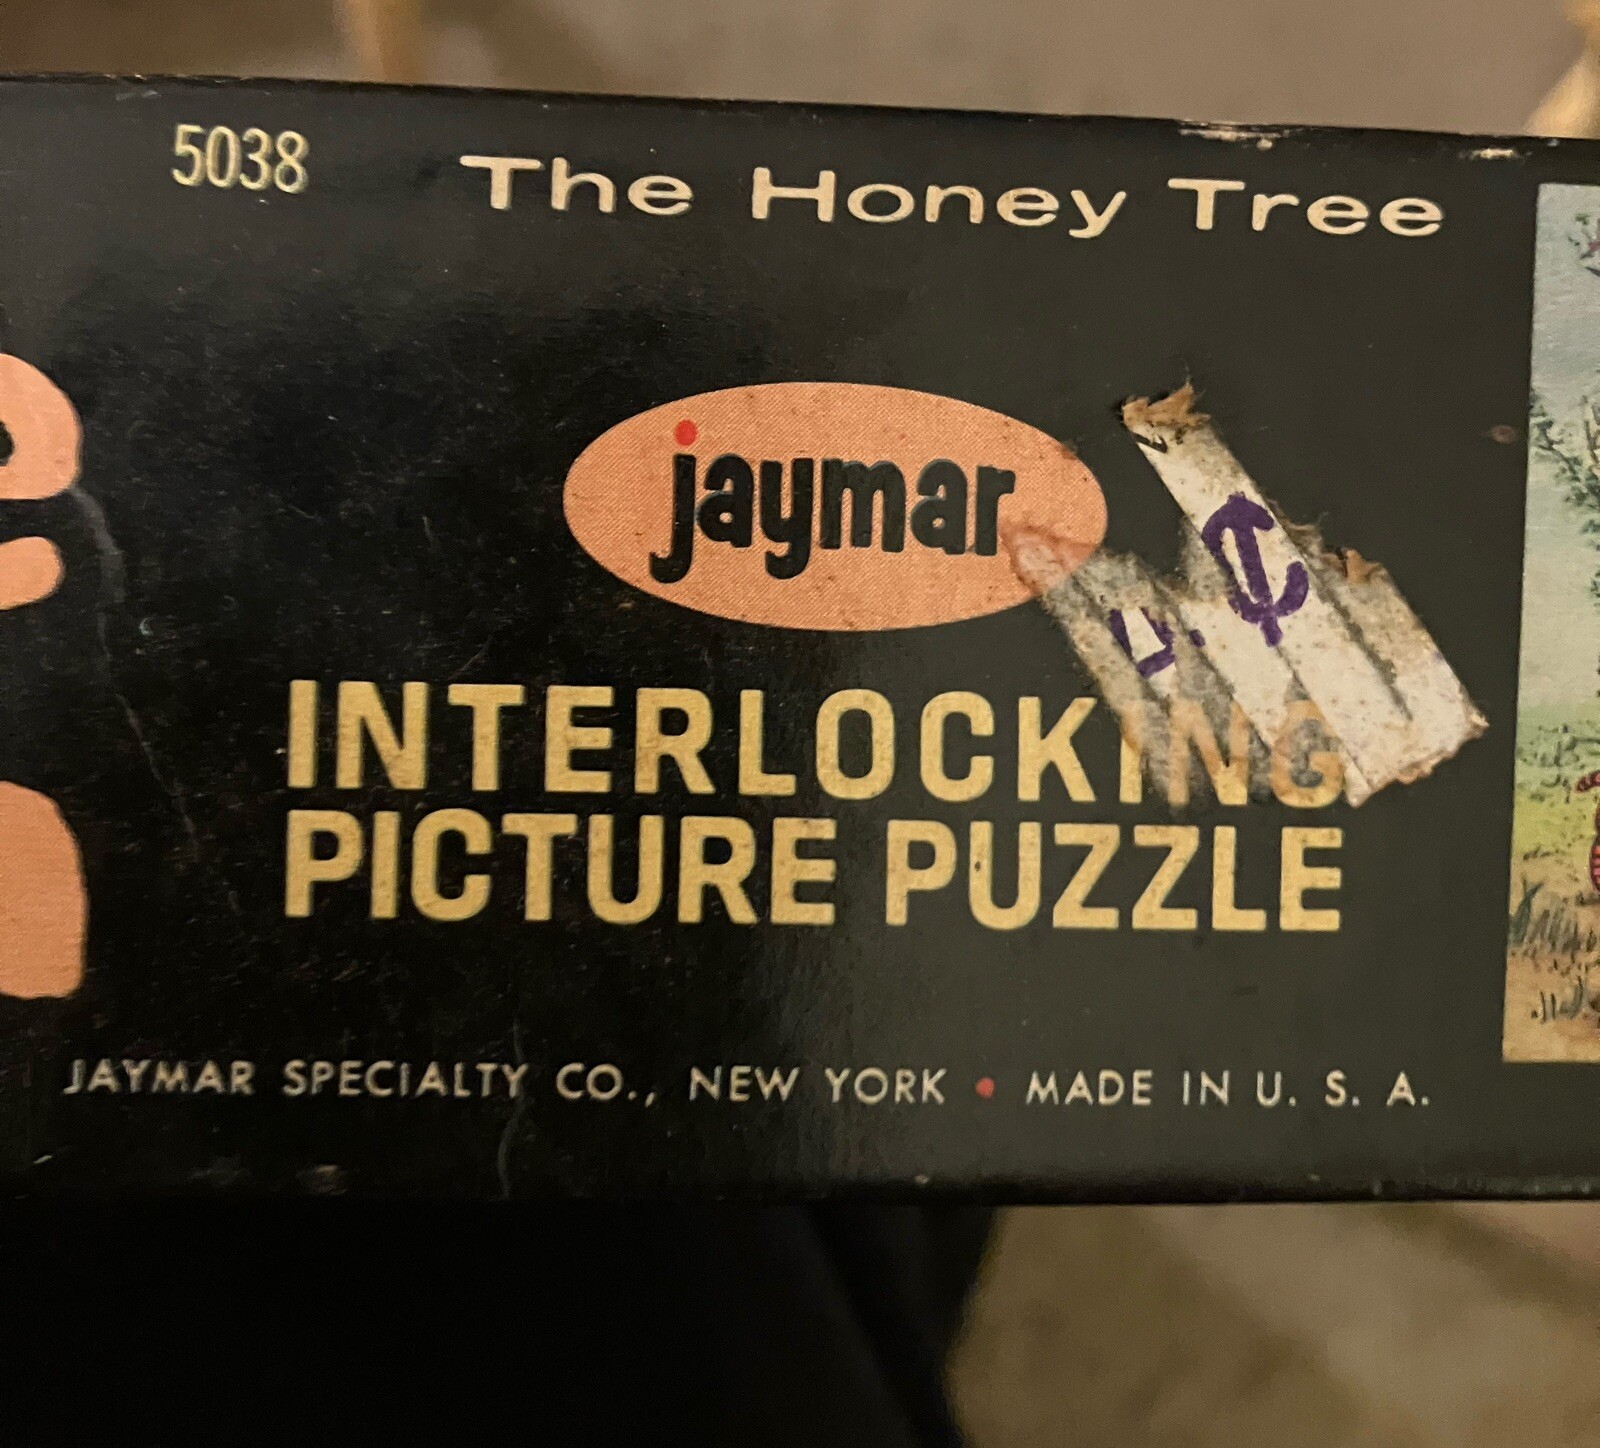 5038 The Honey Tree
jaymar
INTERLOCKING
PICTURE PUZZLE
JAYMAR SPECIALTY CO., NEW YORK • MADE IN U. S. A.